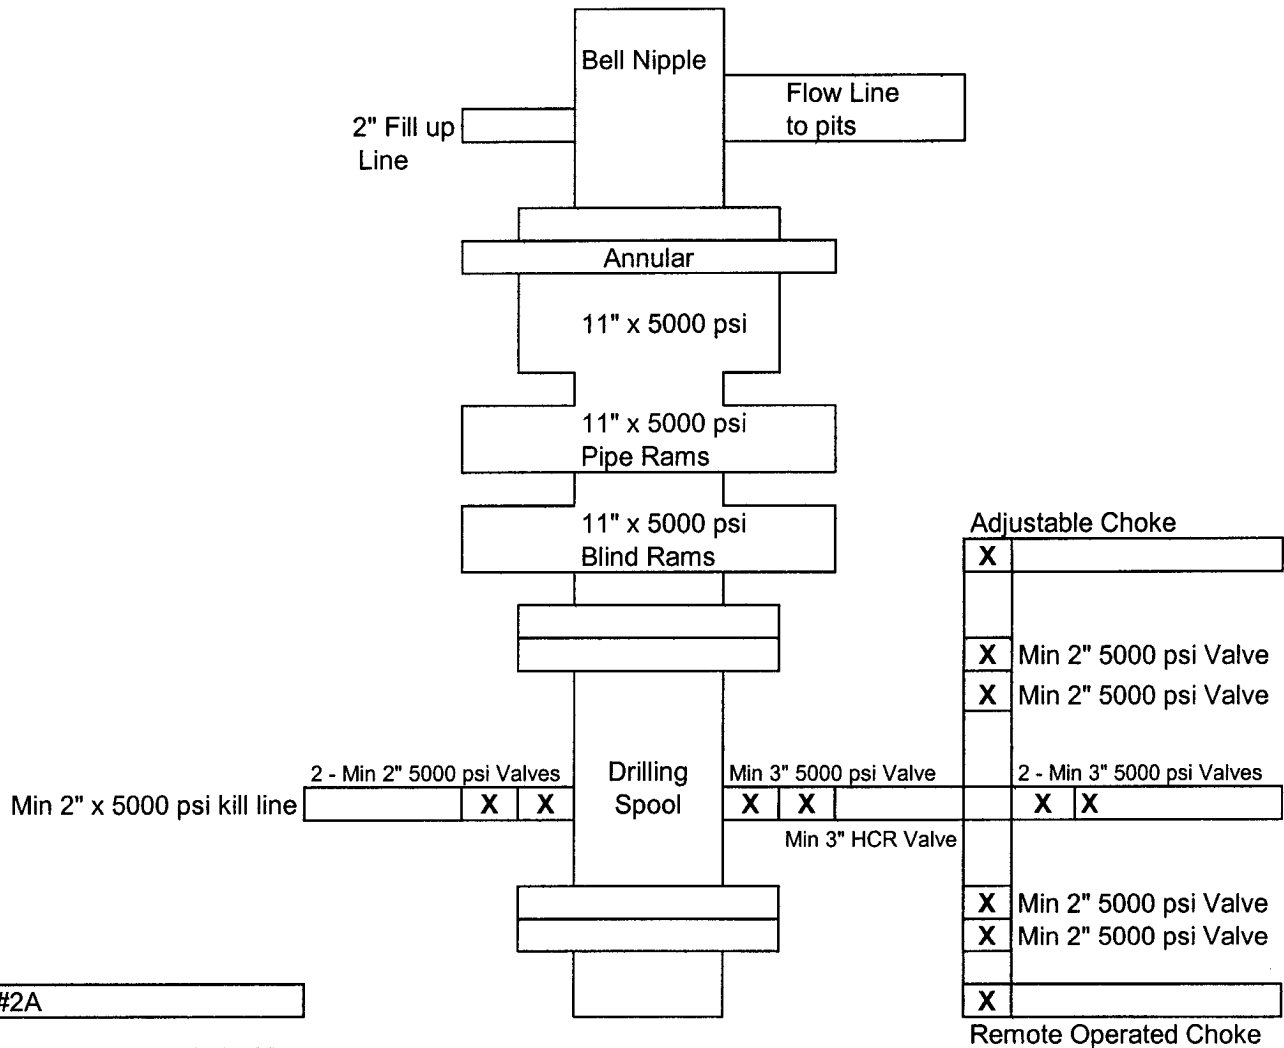 Bell Nipple
Flow Line
to pits
2" Fill up
Line
Annular
11" x 5000 psi
11" x 5000 psi
Pipe Rams
11" x 5000 psi
Blind Rams
Adjustable Choke
X
X Min 2" 5000 psi Valve
X Min 2" 5000 psi Valve
2 - Min 2" 5000 psi Valves
Drilling
Spool
Min 3" 5000 psi Valve
2 - Min 3" 5000 psi Valves
Min 2" x 5000 psi kill line
X X
X X
X X
Min 3" HCR Valve
X Min 2" 5000 psi Valve
X Min 2" 5000 psi Valve
#2A
X
Remote Operated Choke